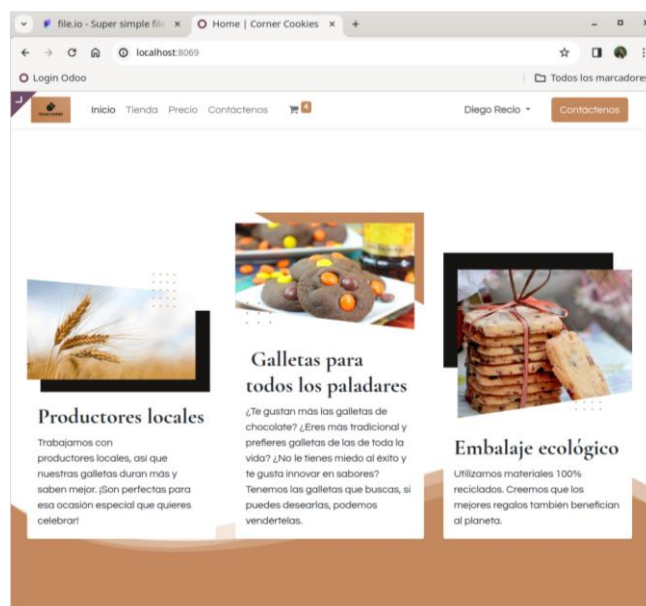 file.io - Super simple file
Home | Corner Cookies
localhost:8069
Login Odoo
Todos los marcadores
Inicio Tienda Precio Contactenos 4
Diego Recio
Contáctenos
Productores locales
Trabajamos con
productores locales, así que
nuestras galletas duran más y
saben mejor. ¡Son perfectas para
esa ocasión especial que quieres
celebrar!
Galletas para
todos los paladares
¿Te gustan más las galletas de
chocolate? ¿Eres más tradicional y
prefieres galletas de las de toda la
vida? ¿No le tienes miedo al éxito y
te gusta innovar en sabores?
Tenemos las galletas que buscas, si
puedes desearlas, podemos
vendértelas.
Embalaje ecológico
Utilizamos materiales 100%
reciclados. Creemos que los
mejores regalos también benefician
al planeta.